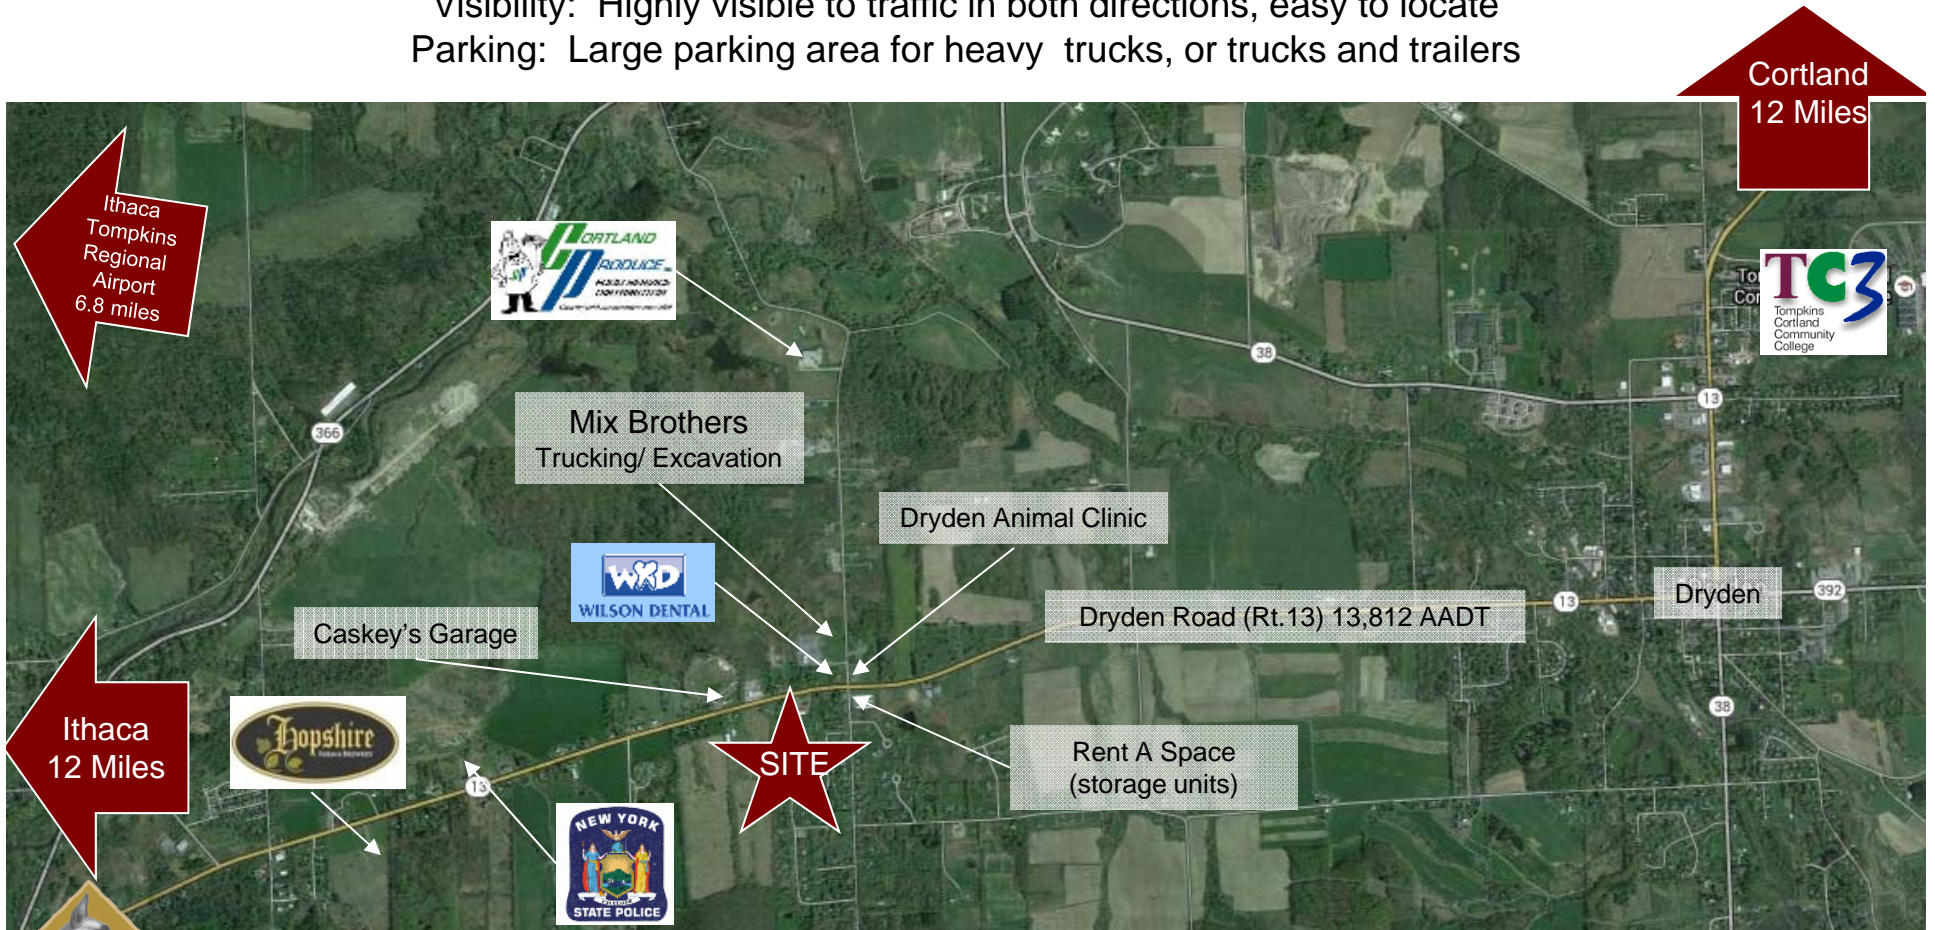 Visibility:  Highly visible to traffic in both directions, easy to locate
Parking:  Large parking area for heavy  trucks, or trucks and trailers
Cortland
12 Miles
Ithaca
Tompkins
Regional
Airport
6.8 miles
CORTLAND
PRODUCE
TC3
Tompkins
Cortland
Community
College
38
13
366
Mix Brothers
Trucking/ Excavation
Dryden Animal Clinic
WD
WILSON DENTAL
Dryden Road (Rt.13) 13,812 AADT
13
Dryden
392
Caskey's Garage
Ithaca
12 Miles
Hopshire
SITE
Rent A Space
(storage units)
38
13
NEW YORK
STATE POLICE